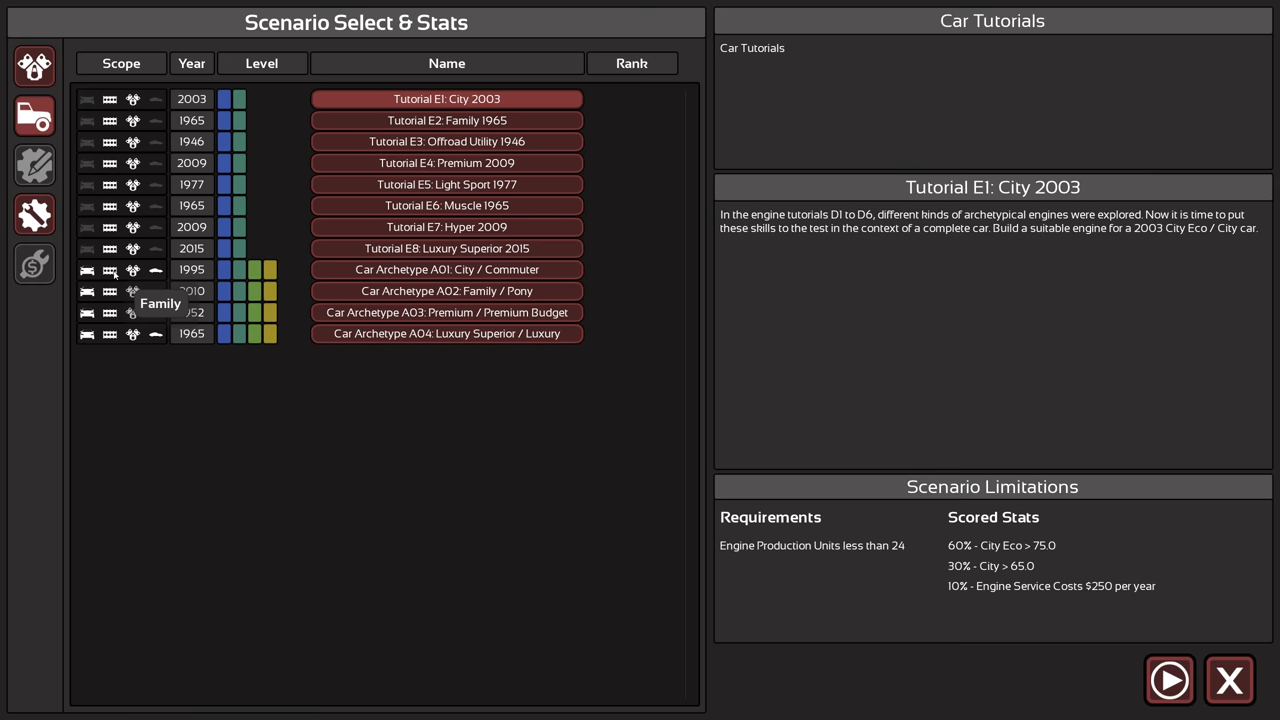 Scenario Select & Stats
Scope Year Level Name Rank
2003 Tutorial E1: City 2003
1965 Tutorial E2: Family 1965
1946 Tutorial E3: Offroad Utility 1946
2009 Tutorial E4: Premium 2009
1977 Tutorial E5: Light Sport 1977
1965 Tutorial E6: Muscle 1965
2009 Tutorial E7: Hyper 2009
2015 Tutorial E8: Luxury Superior 2015
1995 Car Archetype A01: City / Commuter
2010 Car Archetype A02: Family / Pony
Family
Car Archetype A03: Premium / Premium Budget
1965 Car Archetype A04: Luxury Superior / Luxury
Car Tutorials
Car Tutorials
Tutorial E1: City 2003
In the engine tutorials D1 to D6, different kinds of archetypical engines were explored. Now it is time to put
these skills to the test in the context of a complete car. Build a suitable engine for a 2003 City Eco / City car.
Scenario Limitations
Requirements
Engine Production Units less than 24
Scored Stats
60% - City Eco > 75.0
30% - City > 65.0
10% - Engine Service Costs $250 per year
X